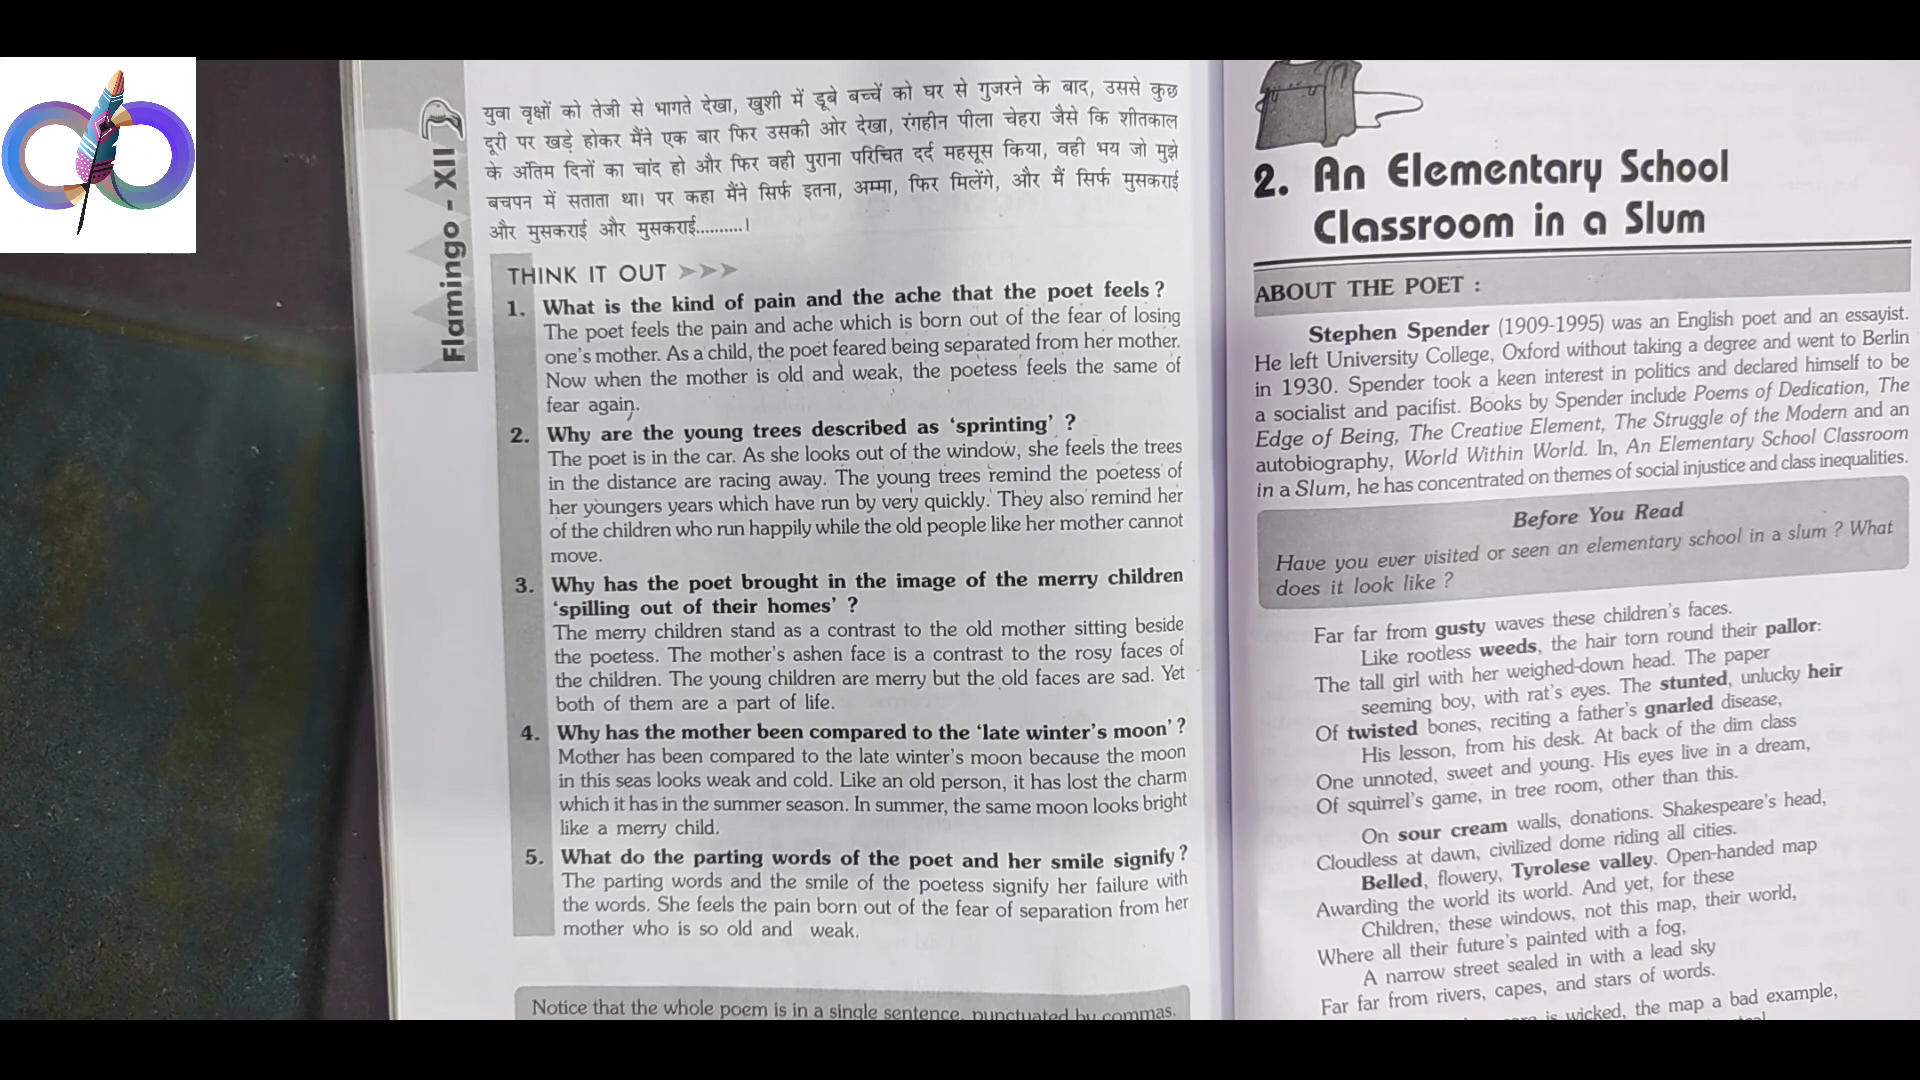 युवा वृक्षों को तेजी से भागते देखा, खुशी में डूबे बच्चें को घर से गुजरने के बाद, उससे कुछ
दूरी पर खड़े होकर मैंने एक बार फिर उसकी ओर देखा, रंगहीन पीला चेहरा जैसे कि शीतकाल
के अंतिम दिनों का चांद हो और फिर वही पुराना परिचित दर्द महसूस किया, वही भय जो मुझे
बचपन में सताता था। पर कहा मैंने सिर्फ इतना, अम्मा, फिर मिलेंगे, और मैं सिर्फ मुसकराई
और मुसकराई और मुसकराई..........।
Flamingo - XII
THINK IT OUT
1. What is the kind of pain and the ache that the poet feels ?
The poet feels the pain and ache which is born out of the fear of losing
one's mother. As a child, the poet feared being separated from her mother.
Now when the mother is old and weak, the poetess feels the same of
fear again.
2. Why are the young trees described as 'sprinting' ?
The poet is in the car. As she looks out of the window, she feels the trees
in the distance are racing away. The young trees remind the poetess of
her youngers years which have run by very quickly. They also remind her
of the children who run happily while the old people like her mother cannot
move.
3. Why has the poet brought in the image of the merry children
'spilling out of their homes' ?
The merry children stand as a contrast to the old mother sitting beside
the poetess. The mother's ashen face is a contrast to the rosy faces of
the children. The young children are merry but the old faces are sad. Yet
both of them are a part of life.
4. Why has the mother been compared to the 'late winter's moon' ?
Mother has been compared to the late winter's moon because the moon
in this seas looks weak and cold. Like an old person, it has lost the charm
which it has in the summer season. In summer, the same moon looks bright
like a merry child.
5. What do the parting words of the poet and her smile signify ?
The parting words and the smile of the poetess signify her failure with
the words. She feels the pain born out of the fear of separation from her
mother who is so old and weak.
Notice that the whole poem is in a single sentence, punctuated by commas.
2. An Elementary School
Classroom in a Slum
ABOUT THE POET :
Stephen Spender (1909-1995) was an English poet and an essayist.
He left University College, Oxford without taking a degree and went to Berlin
in 1930. Spender took a keen interest in politics and declared himself to be
a socialist and pacifist. Books by Spender include Poems of Dedication, The
Edge of Being, The Creative Element, The Struggle of the Modern and an
autobiography, World Within World. In, An Elementary School Classroom
in a Slum, he has concentrated on themes of social injustice and class inequalities.
Before You Read
Have you ever visited or seen an elementary school in a slum ? What
does it look like ?
Far far from gusty waves these children's faces.
Like rootless weeds, the hair torn round their pallor:
The tall girl with her weighed-down head. The paper
seeming boy, with rat's eyes. The stunted, unlucky heir
Of twisted bones, reciting a father's gnarled disease,
His lesson, from his desk. At back of the dim class
One unnoted, sweet and young. His eyes live in a dream,
Of squirrel's game, in tree room, other than this.
On sour cream walls, donations. Shakespeare's head,
Cloudless at dawn, civilized dome riding all cities.
Belled, flowery, Tyrolese valley. Open-handed map
Awarding the world its world. And yet, for these
Children, these windows, not this map, their world,
Where all their future's painted with a fog,
A narrow street sealed in with a lead sky
Far far from rivers, capes, and stars of words.
is wicked, the map a bad example,